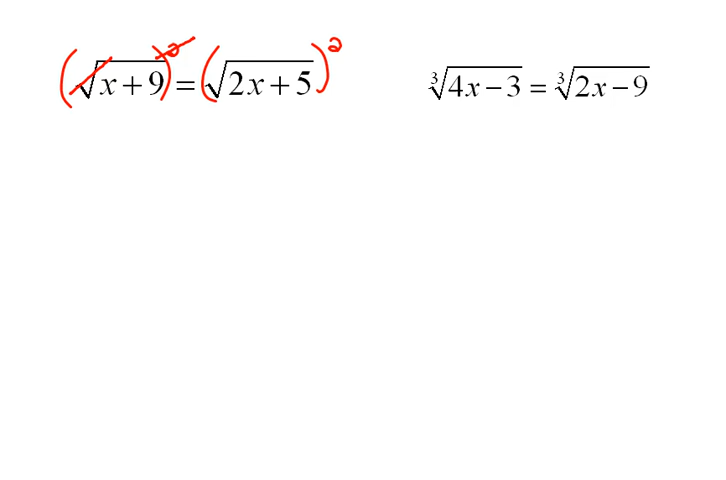 (√x + 9)² = (√2x + 5)²
∛4x − 3 = ∛2x − 9